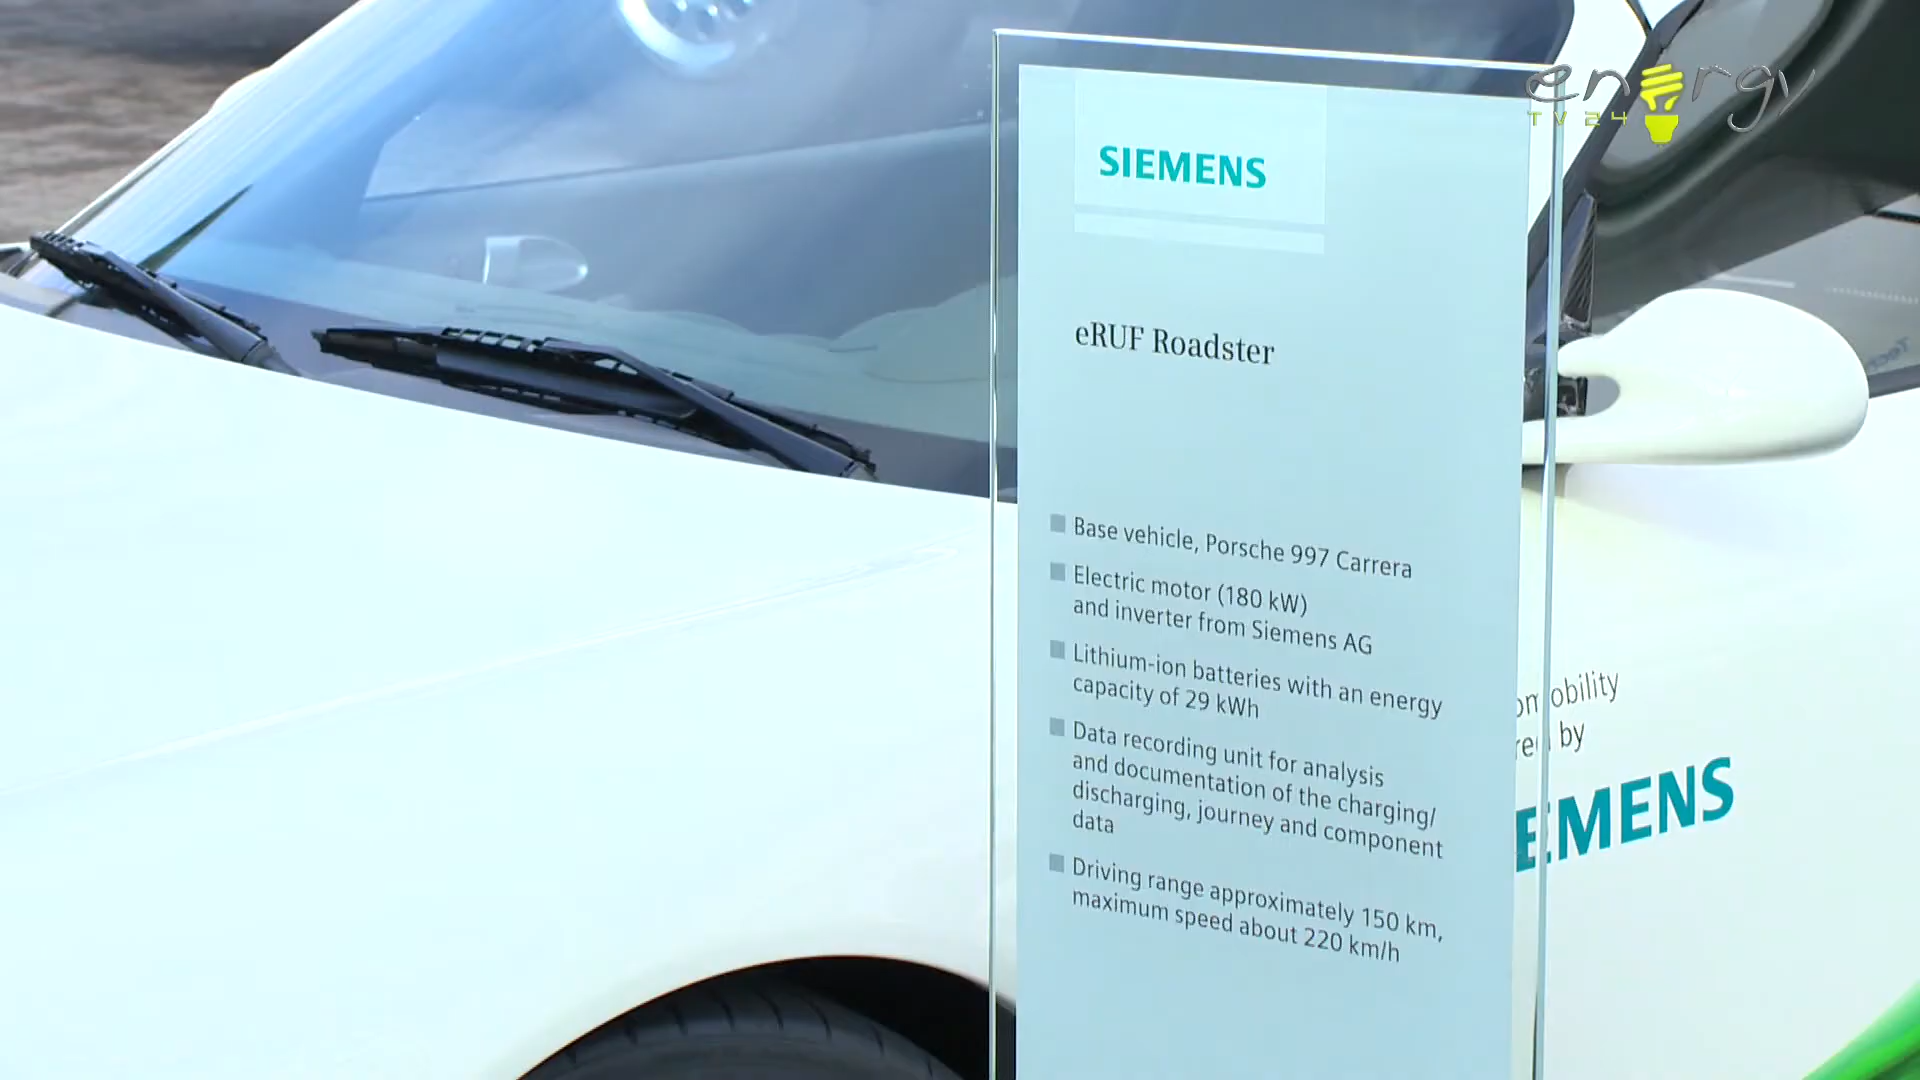 energy
TV24
SIEMENS
eRUF Roadster
Base vehicle, Porsche 997 Carrera
Electric motor (180 kW)
and inverter from Siemens AG
Lithium-ion batteries with an energy
capacity of 29 kWh
Data recording unit for analysis
and documentation of the charging/
discharging, journey and component
data
Driving range approximately 150 km,
maximum speed about 220 km/h
omobility
red by
EMENS